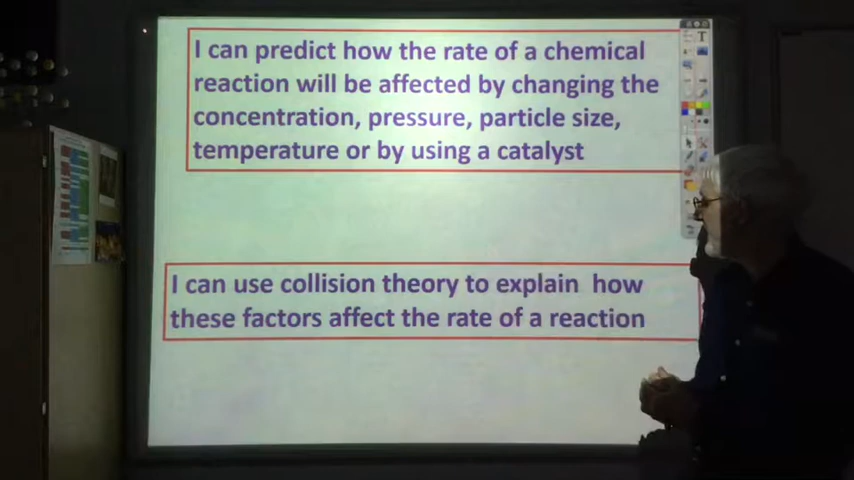 I can predict how the rate of a chemical
reaction will be affected by changing the
concentration, pressure, particle size,
temperature or by using a catalyst
I can use collision theory to explain how
these factors affect the rate of a reaction